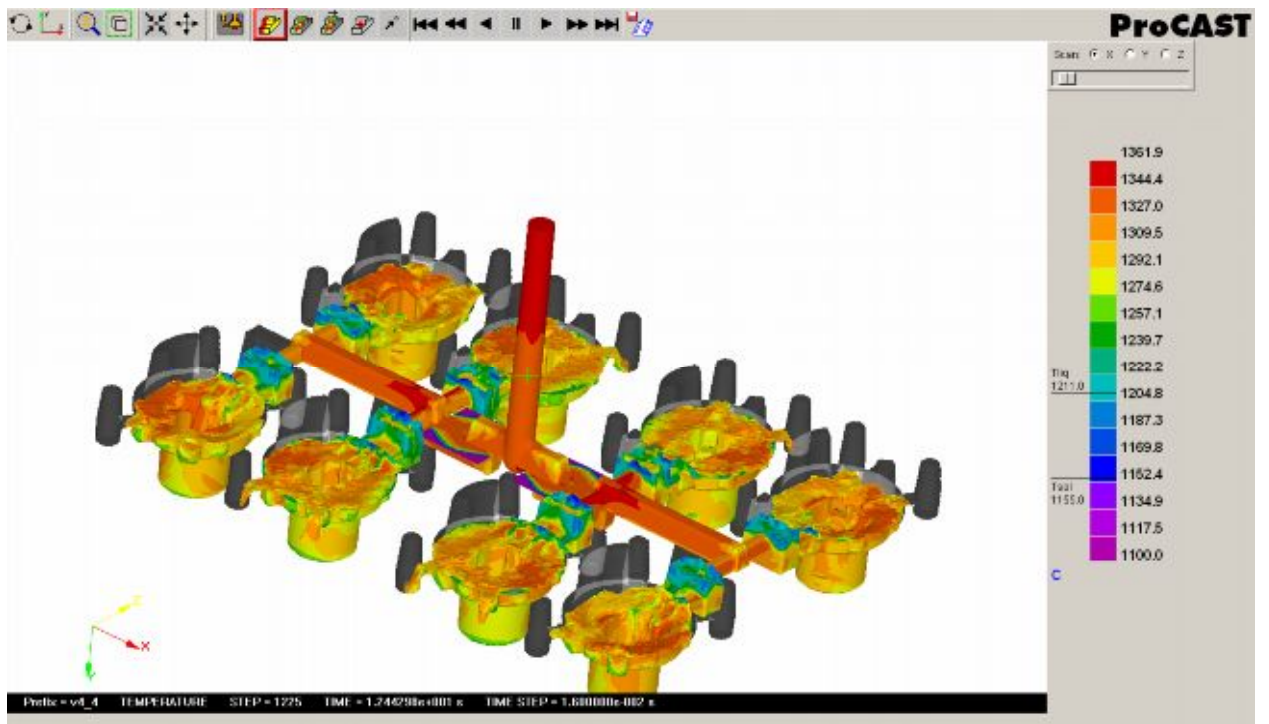 ProCAST
Scan: X Y Z
1361.9
1344.4
1327.0
1309.5
1292.1
1274.6
1257.1
1239.7
1222.2
Tliq
1211.0
1204.8
1187.3
1169.8
1152.4
Tsol
1155.0
1134.9
1117.5
1100.0
C
Z
X
Prefix = v4_4 TEMPERATURE STEP = 1225 TIME = 1.244298e+001 s TIME STEP = 1.600000e-002 s